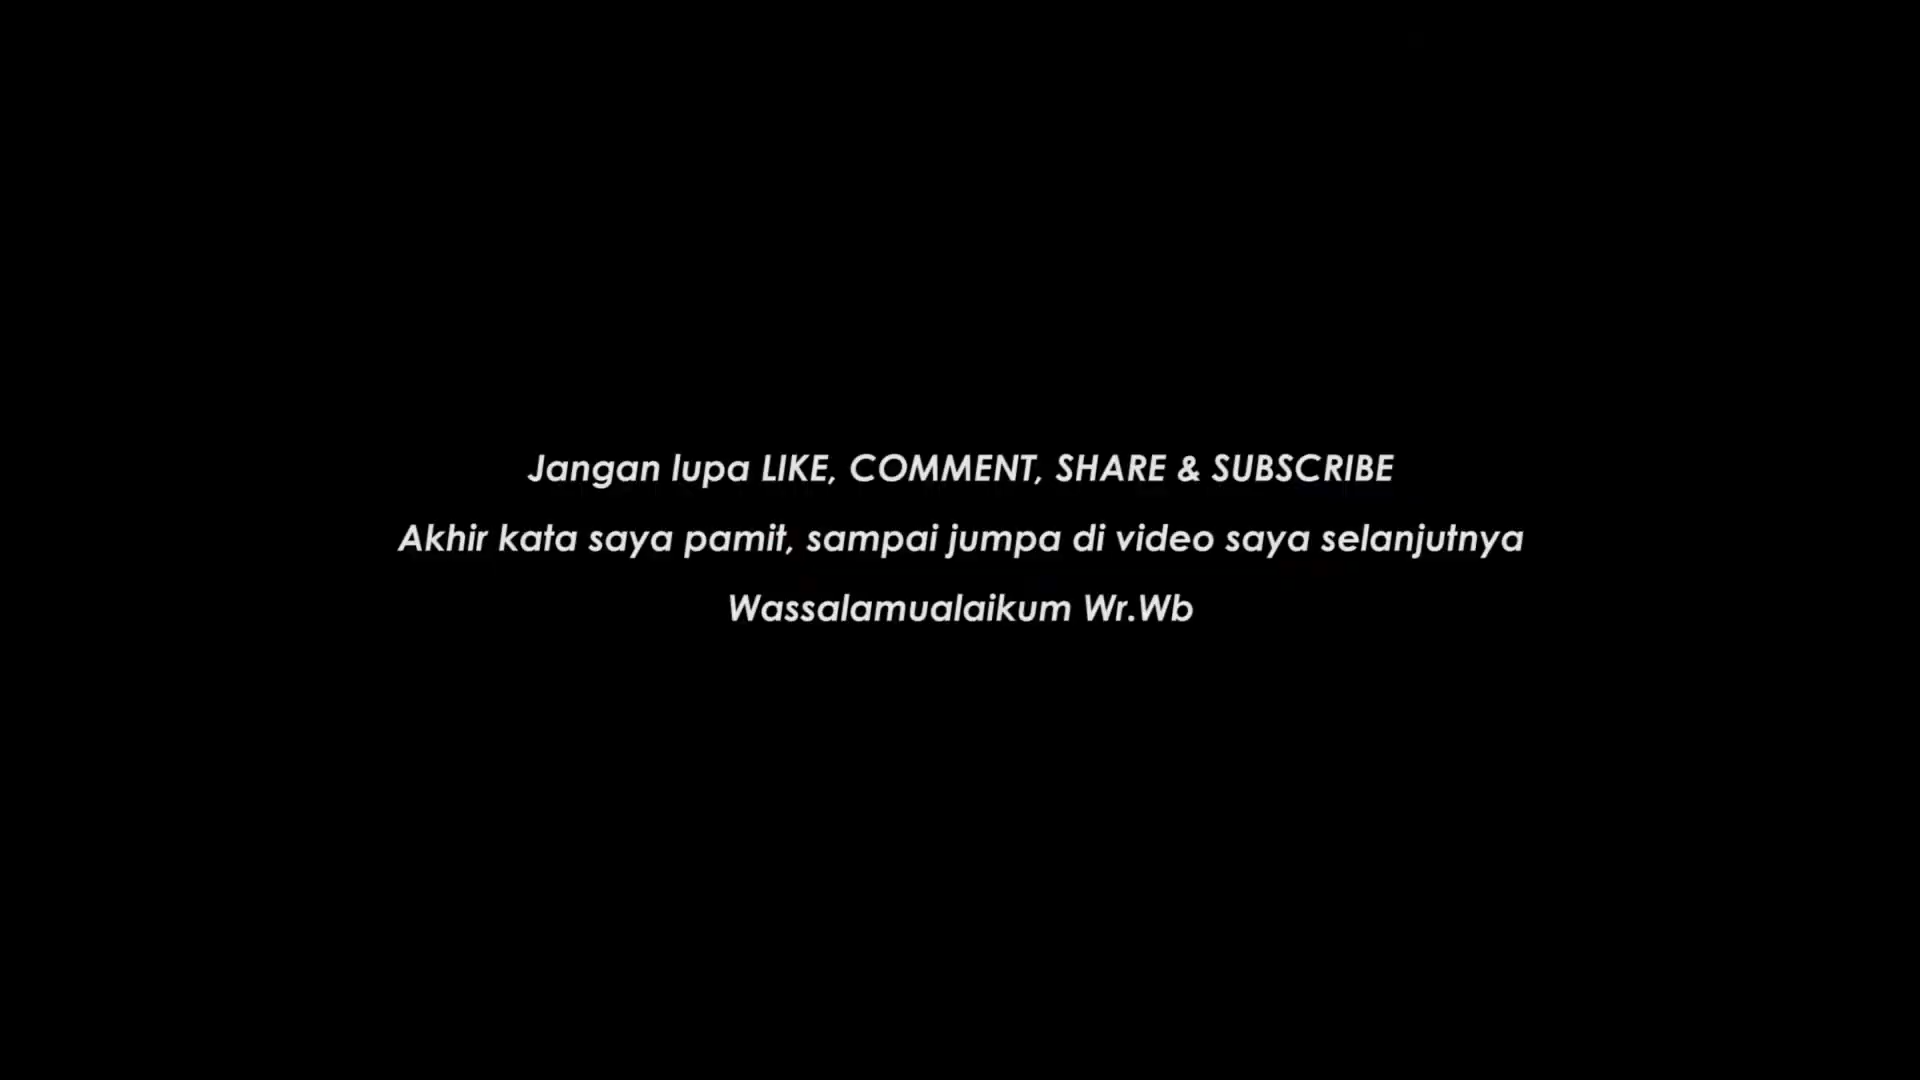 Jangan lupa LIKE, COMMENT, SHARE & SUBSCRIBE
Akhir kata saya pamit, sampai jumpa di video saya selanjutnya
Wassalamualaikum Wr.Wb